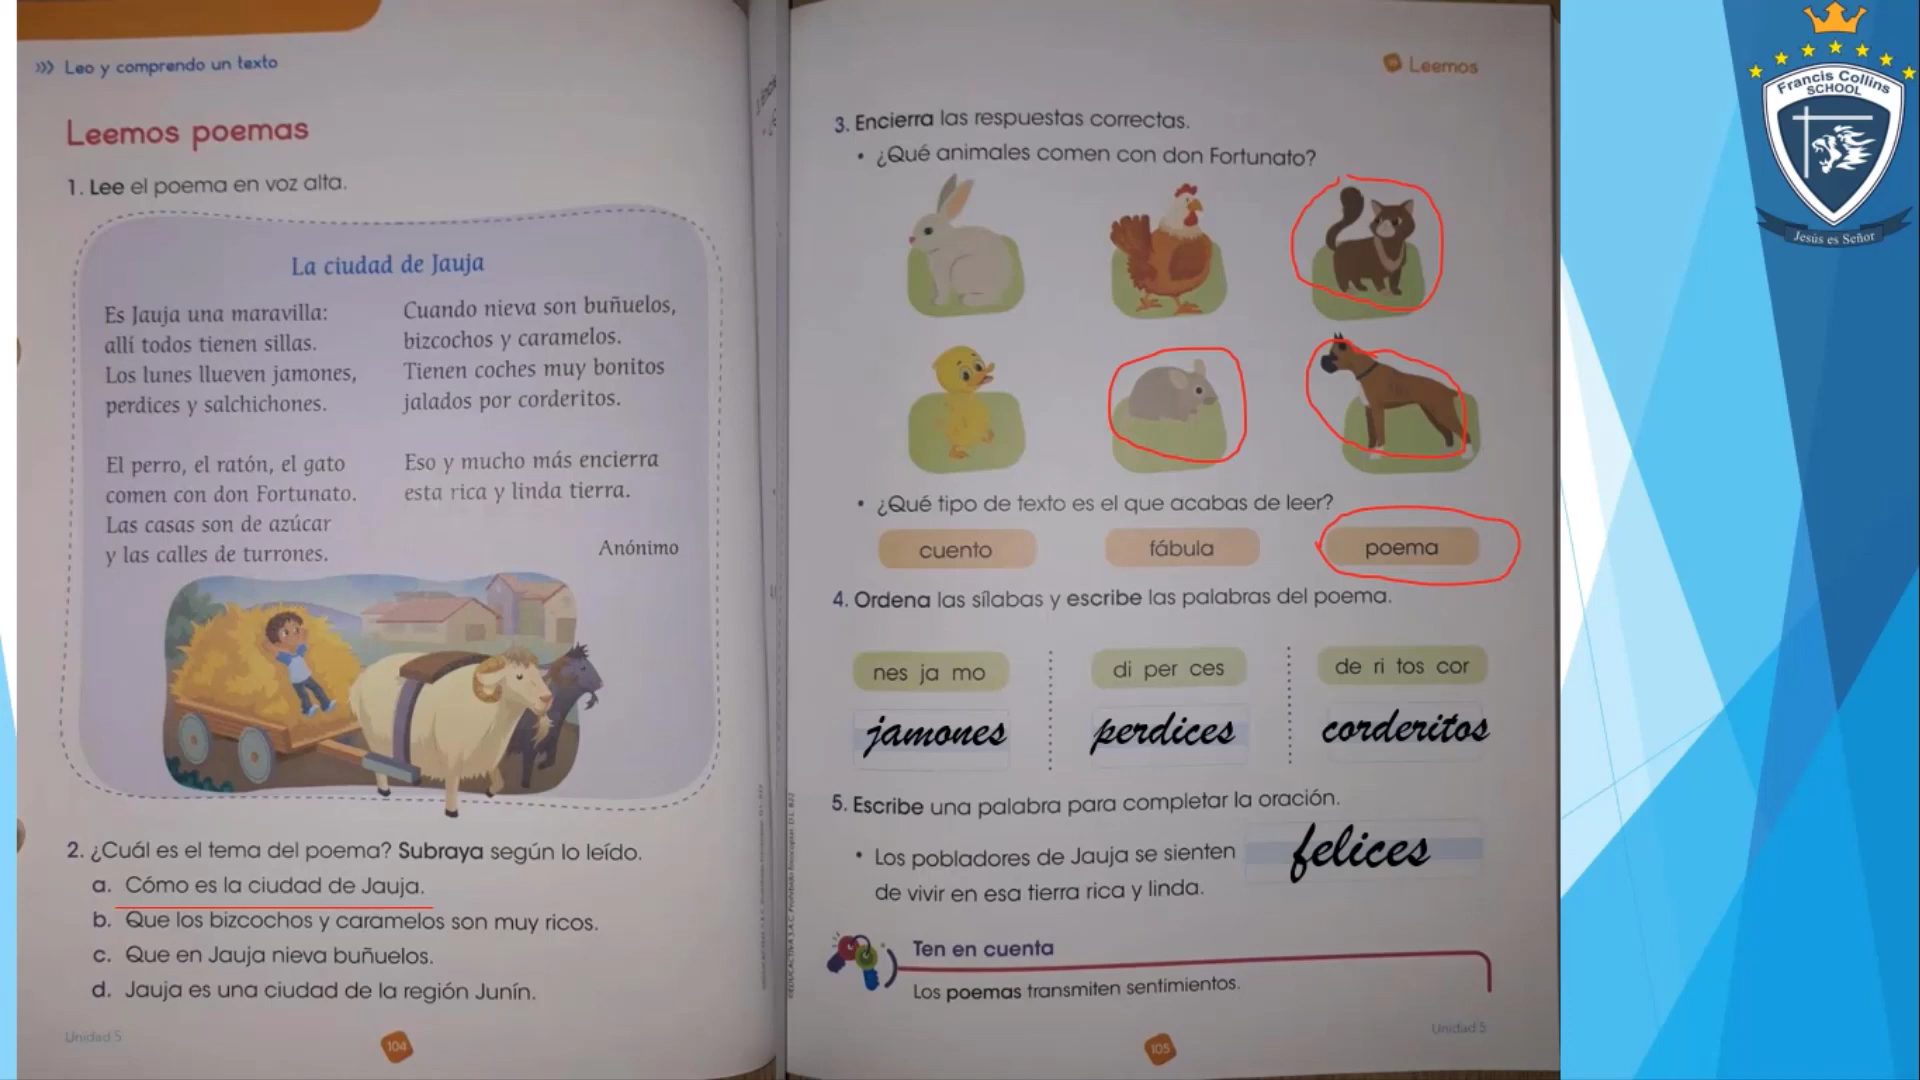 Leo y comprendo un texto
Leemos poemas
1. Lee el poema en voz alta.
La ciudad de Jauja
Es Jauja una maravilla:
allí todos tienen sillas.
Los lunes llueven jamones,
perdices y salchichones.
El perro, el ratón, el gato
comen con don Fortunato.
Las casas son de azúcar
y las calles de turrones.
Cuando nieva son buñuelos,
bizcochos y caramelos.
Tienen coches muy bonitos
jalados por corderitos.
Eso y mucho más encierra
esta rica y linda tierra.
Anónimo
2. ¿Cuál es el tema del poema? Subraya según lo leído.
a. Cómo es la ciudad de Jauja.
b. Que los bizcochos y caramelos son muy ricos.
c. Que en Jauja nieva buñuelos.
d. Jauja es una ciudad de la región Junín.
Unidad 5
104
Leemos
3. Encierra las respuestas correctas.
• ¿Qué animales comen con don Fortunato?
• ¿Qué tipo de texto es el que acabas de leer?
cuento fábula poema
4. Ordena las sílabas y escribe las palabras del poema.
nes ja mo di per ces de ri tos cor
jamones perdices corderitos
5. Escribe una palabra para completar la oración.
• Los pobladores de Jauja se sienten felices
de vivir en esa tierra rica y linda.
Ten en cuenta
Los poemas transmiten sentimientos.
Unidad 5
105
Francis Collins
SCHOOL
Jesús es Señor